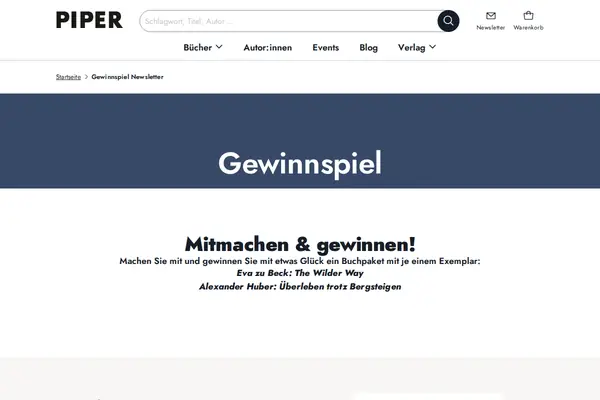 PIPER
Schlagwort, Titel, Autor ...
Newsletter
Warenkorb
Bücher
Autor:innen
Events
Blog
Verlag
Startseite
Gewinnspiel Newsletter
Gewinnspiel
Mitmachen & gewinnen!
Machen Sie mit und gewinnen Sie mit etwas Glück ein Buchpaket mit je einem Exemplar:
Eva zu Beck: The Wilder Way
Alexander Huber: Überleben trotz Bergsteigen